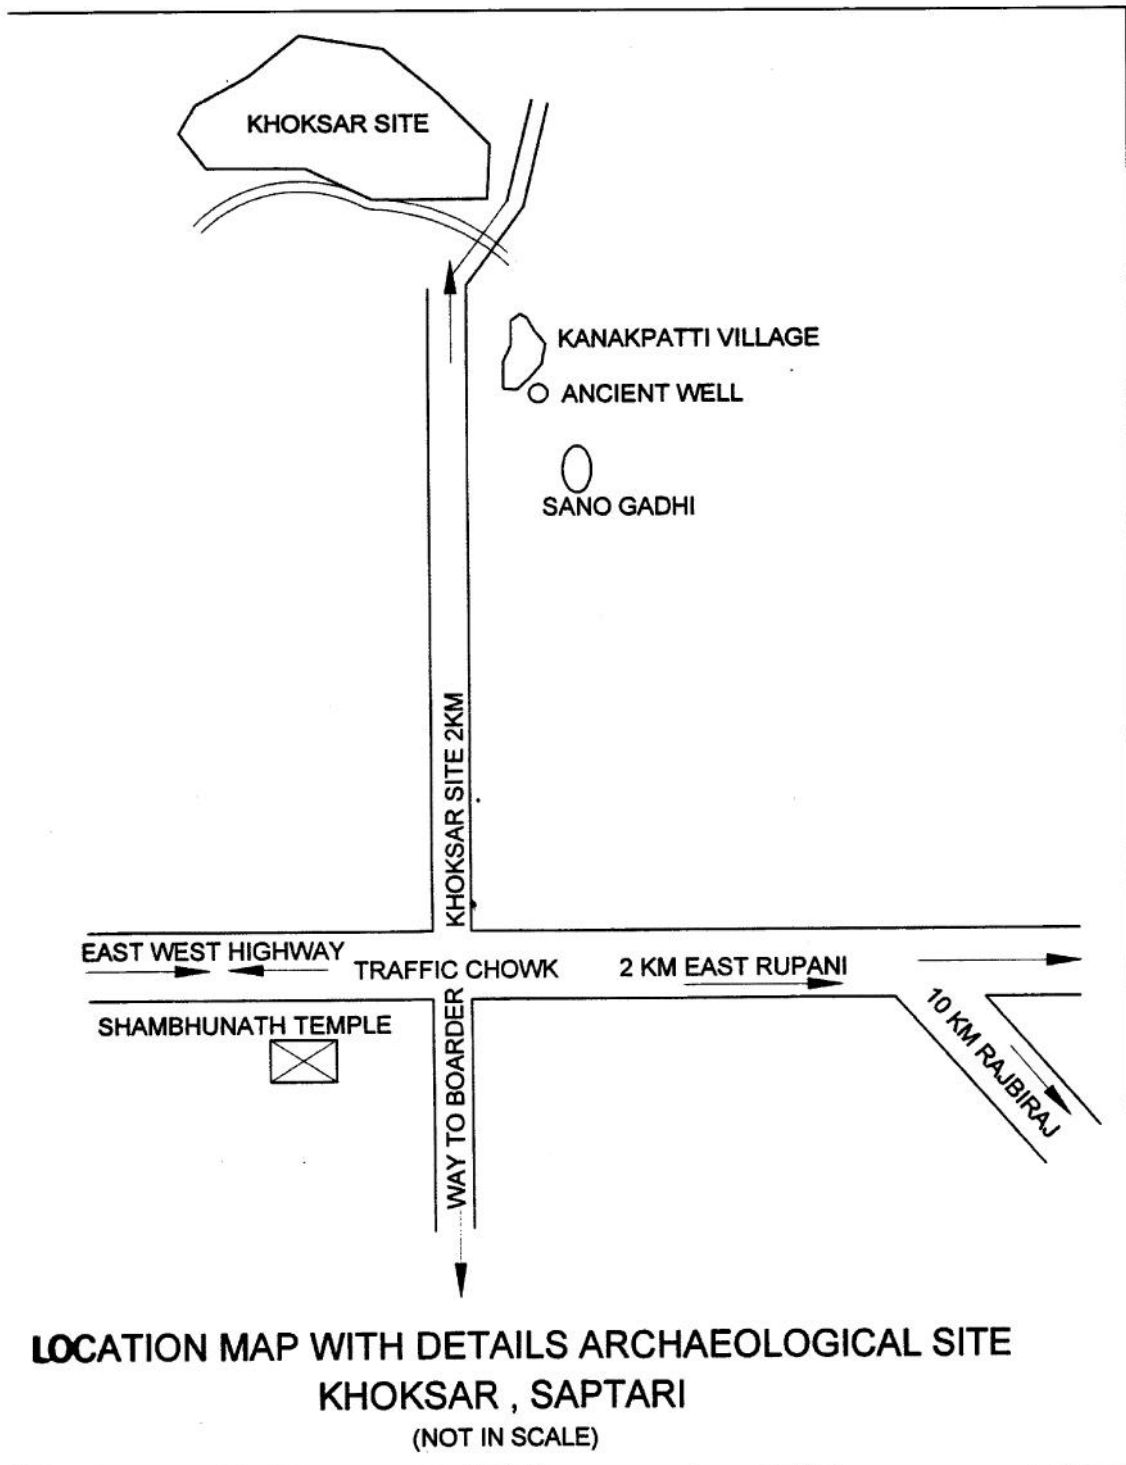 KHOKSAR SITE
KANAKPATTI VILLAGE
ANCIENT WELL
SANO GADHI
KHOKSAR SITE 2KM
EAST WEST HIGHWAY
TRAFFIC CHOWK
2 KM EAST RUPANI
10 KM RAJBIRAJ
SHAMBHUNATH TEMPLE
WAY TO BOARDER
LOCATION MAP WITH DETAILS ARCHAEOLOGICAL SITE
KHOKSAR , SAPTARI
(NOT IN SCALE)